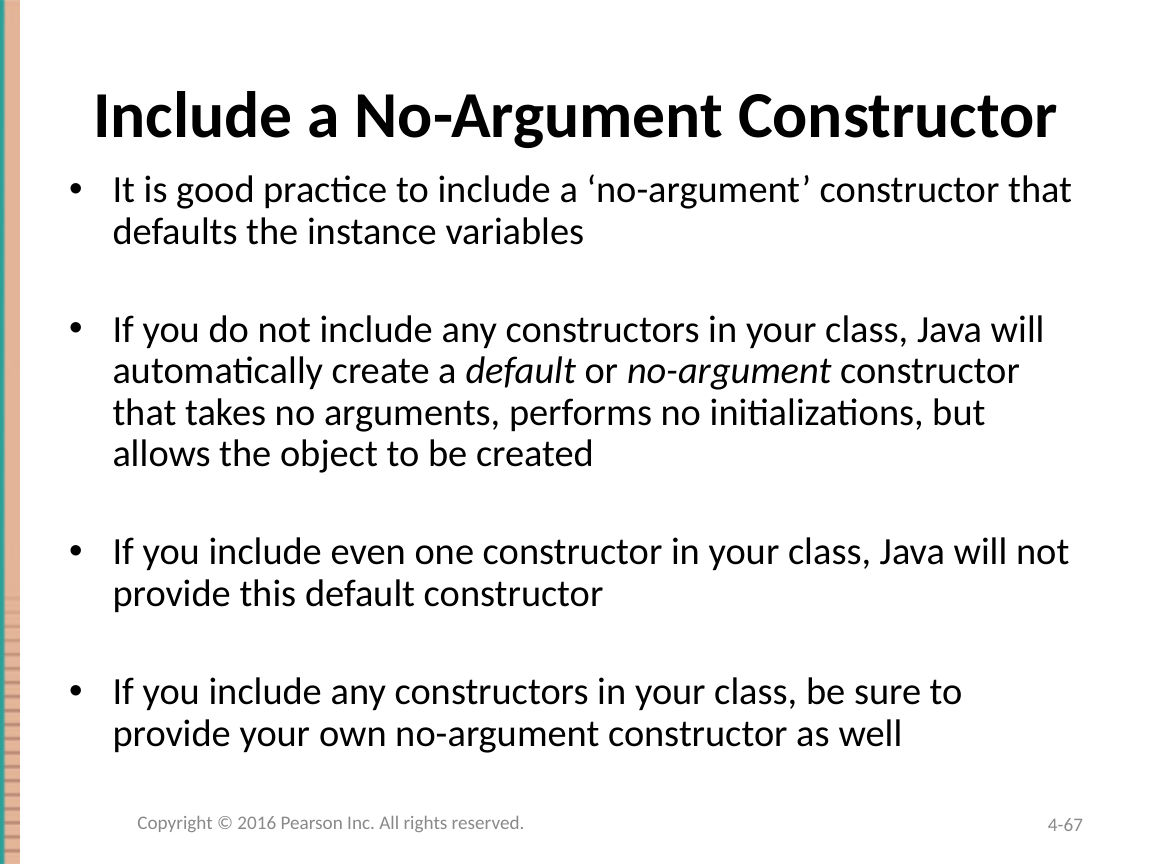 Include a No-Argument Constructor
• It is good practice to include a ‘no-argument’ constructor that
defaults the instance variables
• If you do not include any constructors in your class, Java will
automatically create a default or no-argument constructor
that takes no arguments, performs no initializations, but
allows the object to be created
• If you include even one constructor in your class, Java will not
provide this default constructor
• If you include any constructors in your class, be sure to
provide your own no-argument constructor as well
Copyright © 2016 Pearson Inc. All rights reserved.
4-67